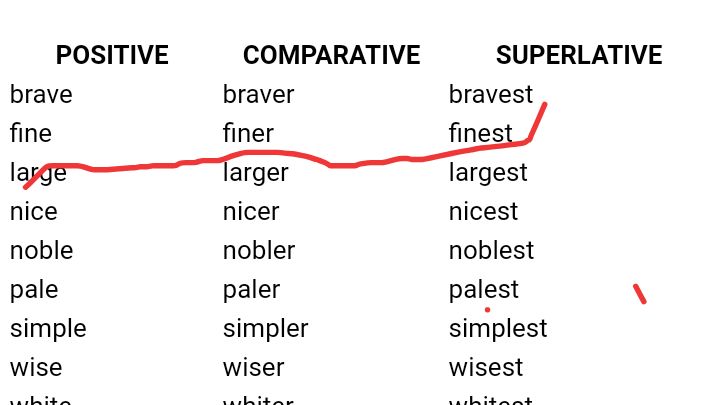 POSITIVE COMPARATIVE SUPERLATIVE
brave braver bravest
fine finer finest
large larger largest
nice nicer nicest
noble nobler noblest
pale paler palest
simple simpler simplest
wise wiser wisest
white whiter whitest